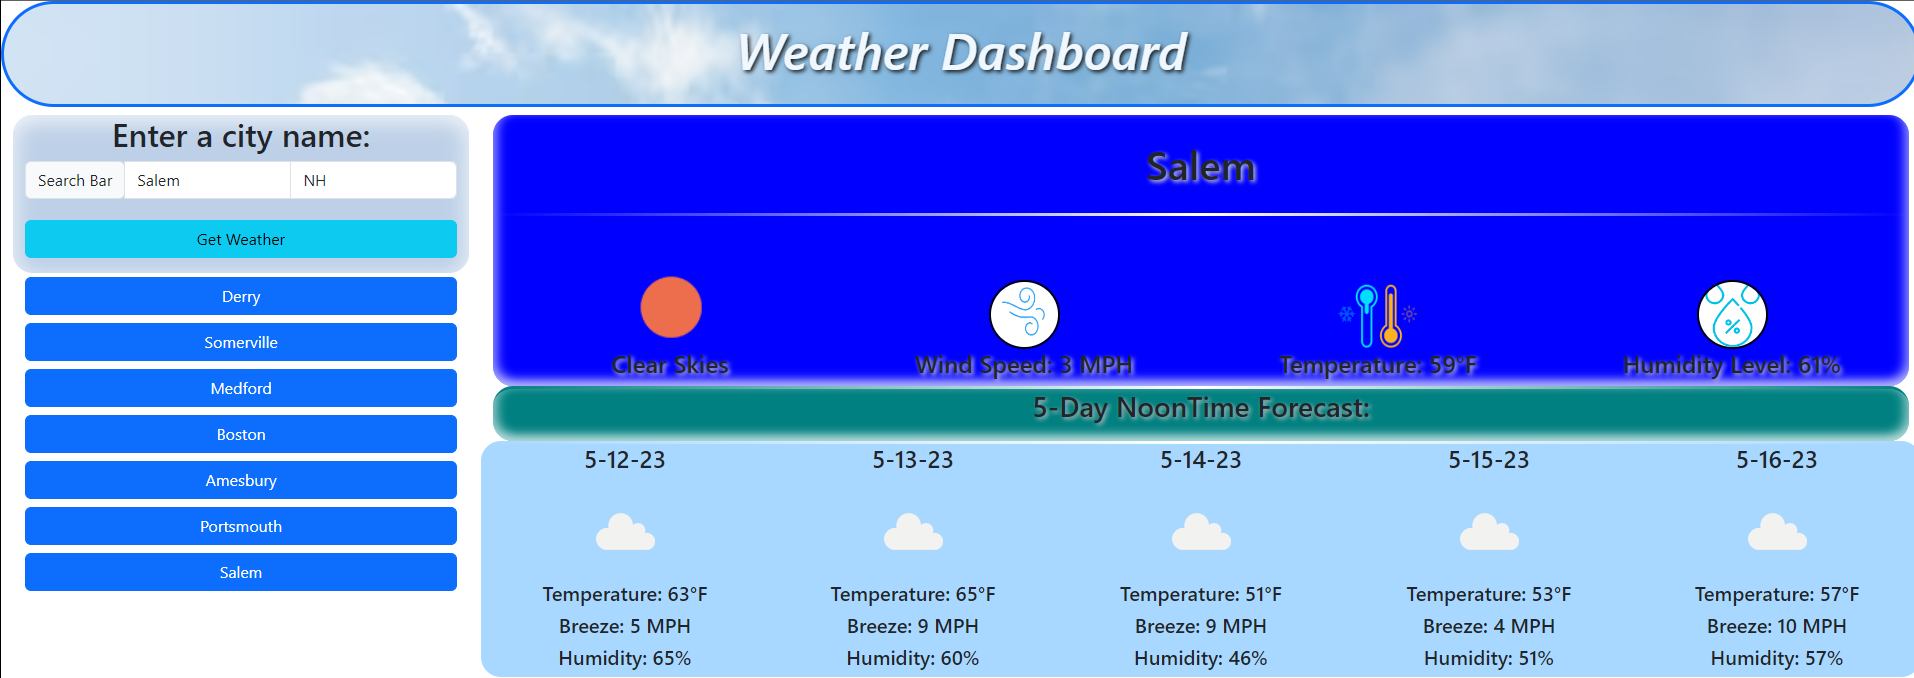 Weather Dashboard
Enter a city name:
Search Bar Salem NH
Get Weather
Derry
Somerville
Medford
Boston
Amesbury
Portsmouth
Salem
Salem
Clear Skies Wind Speed: 3 MPH Temperature: 59°F Humidity Level: 61%
5-Day NoonTime Forecast:
5-12-23 5-13-23 5-14-23 5-15-23 5-16-23
Temperature: 63°F Temperature: 65°F Temperature: 51°F Temperature: 53°F Temperature: 57°F
Breeze: 5 MPH Breeze: 9 MPH Breeze: 9 MPH Breeze: 4 MPH Breeze: 10 MPH
Humidity: 65% Humidity: 60% Humidity: 46% Humidity: 51% Humidity: 57%